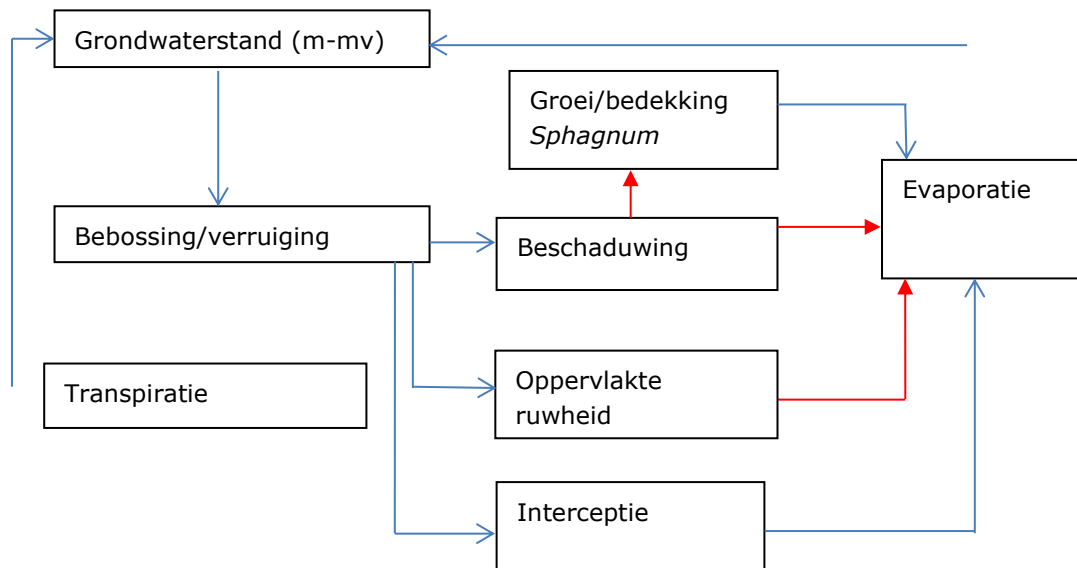 Grondwaterstand (m-mv)
Groei/bedekking
Sphagnum
Evaporatie
Bebossing/verruiging
Beschaduwing
Transpiratie
Oppervlakte
ruwheid
Interceptie